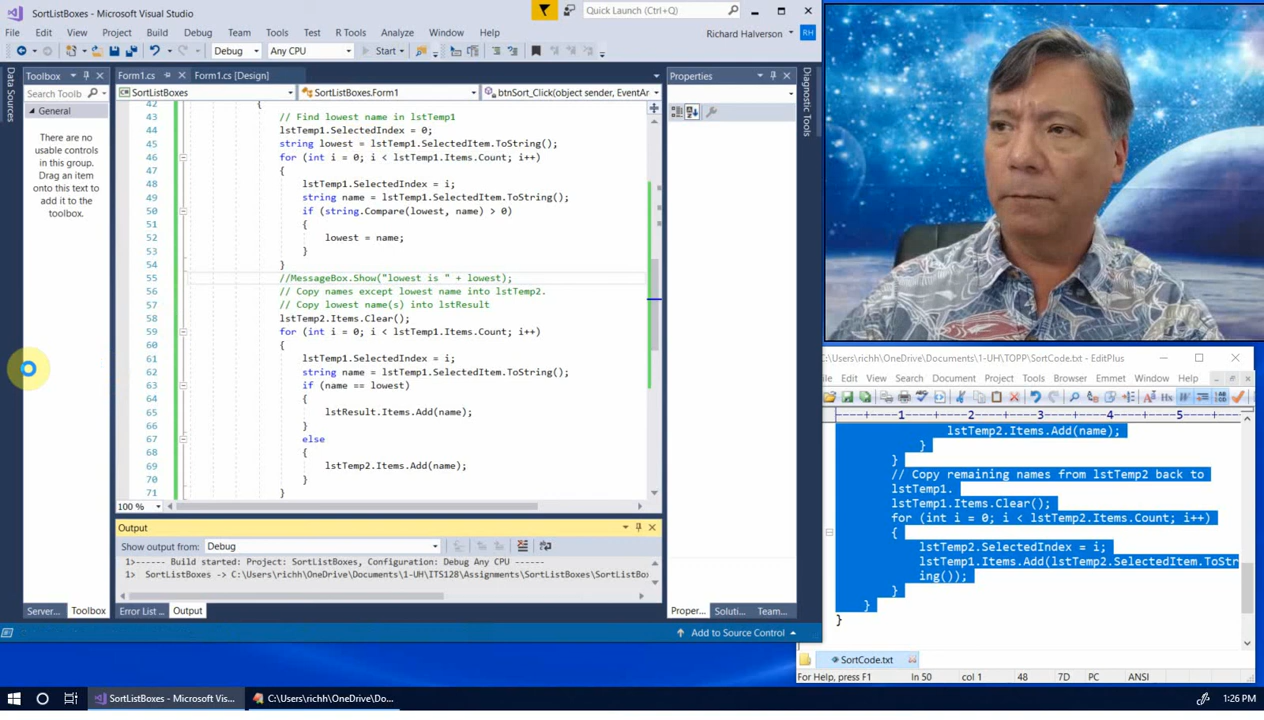 SortListBoxes - Microsoft Visual Studio
Quick Launch (Ctrl+Q)
File Edit View Project Build Debug Team Tools Test R Tools Analyze Window Help
Richard Halverson
RH
Debug Any CPU Start
Data Sources
Toolbox
Search Toolb
General
There are no
usable controls
in this group.
Drag an item
onto this text to
add it to the
toolbox.
Form1.cs Form1.cs [Design]
SortListBoxes SortListBoxes.Form1 btnSort_Click(object sender, EventAr
42 {
43 // Find lowest name in lstTemp1
44 lstTemp1.SelectedIndex = 0;
45 string lowest = lstTemp1.SelectedItem.ToString();
46 for (int i = 0; i < lstTemp1.Items.Count; i++)
47 {
48 lstTemp1.SelectedIndex = i;
49 string name = lstTemp1.SelectedItem.ToString();
50 if (string.Compare(lowest, name) > 0)
51 {
52 lowest = name;
53 }
54 }
55 //MessageBox.Show("lowest is " + lowest);
56 // Copy names except lowest name into lstTemp2.
57 // Copy lowest name(s) into lstResult
58 lstTemp2.Items.Clear();
59 for (int i = 0; i < lstTemp1.Items.Count; i++)
60 {
61 lstTemp1.SelectedIndex = i;
62 string name = lstTemp1.SelectedItem.ToString();
63 if (name == lowest)
64 {
65 lstResult.Items.Add(name);
66 }
67 else
68 {
69 lstTemp2.Items.Add(name);
70 }
71 }
100 %
Properties
Diagnostic Tools
Output
Show output from: Debug
1>------ Build started: Project: SortListBoxes, Configuration: Debug Any CPU ------
1> SortListBoxes -> C:\Users\richh\OneDrive\Documents\1-UH\ITS128\Assignments\SortListBoxes\SortListBo
Server... Toolbox Error List ... Output Proper... Soluti... Team...
Add to Source Control
:\Users\richh\OneDrive\Documents\1-UH\TOPP\SortCode.txt - EditPlus
ile Edit View Search Document Project Tools Browser Emmet Window Help
----+----1----+----2----+----3----+----4----+----5----
lstTemp2.Items.Add(name);
}
}
// Copy remaining names from lstTemp2 back to
lstTemp1.
lstTemp1.Items.Clear();
for (int i = 0; i < lstTemp2.Items.Count; i++)
{
lstTemp2.SelectedIndex = i;
lstTemp1.Items.Add(lstTemp2.SelectedItem.ToStr
ing());
}
}
}
SortCode.txt
For Help, press F1 ln 50 col 1 48 7D PC ANSI
SortListBoxes - Microsoft Vis... C:\Users\richh\OneDrive\Do... 1:26 PM